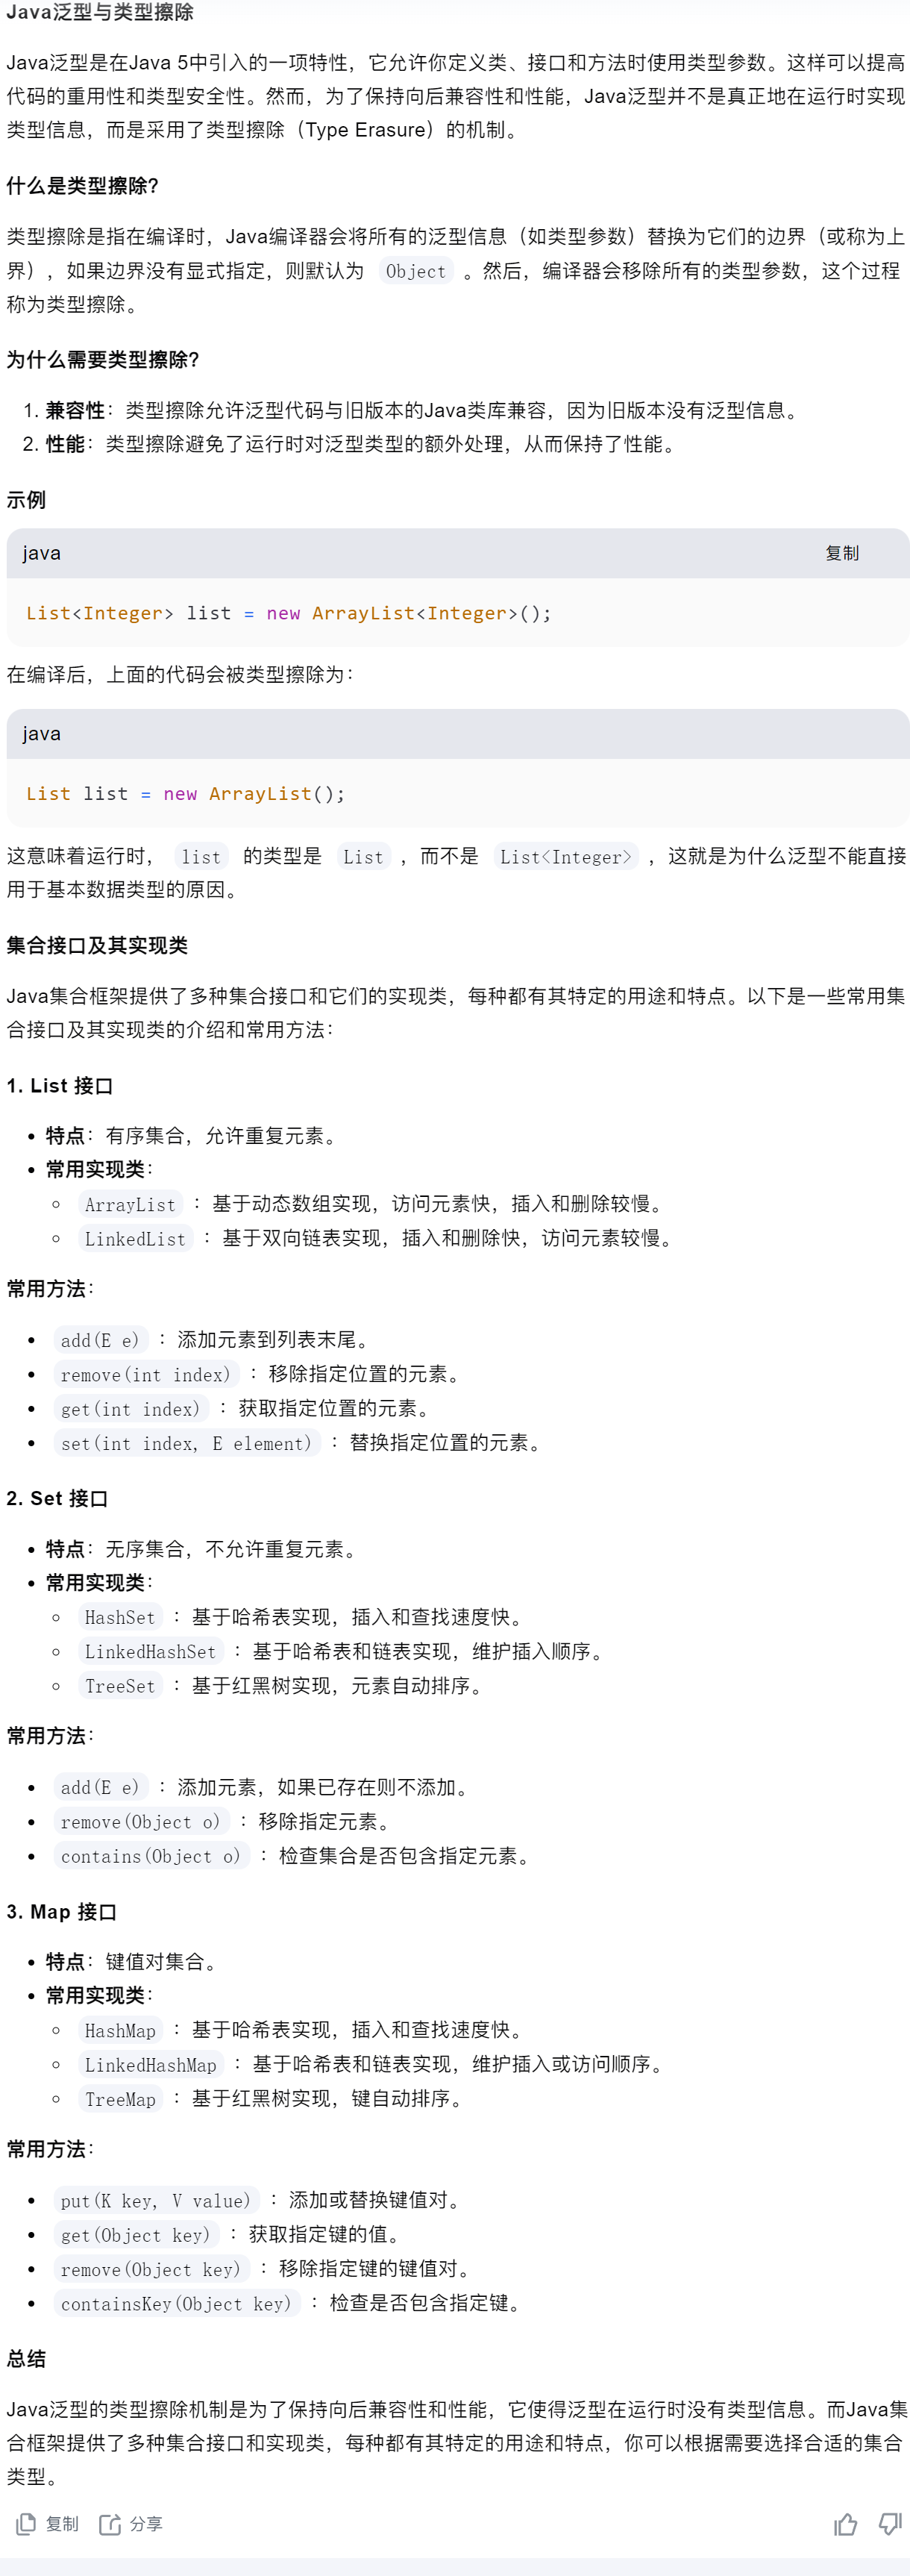 Java泛型与类型擦除
Java泛型是在Java 5中引入的一项特性，它允许你定义类、接口和方法时使用类型参数。这样可以提高
代码的重用性和类型安全性。然而，为了保持向后兼容性和性能，Java泛型并不是真正地在运行时实现
类型信息，而是采用了类型擦除（Type Erasure）的机制。
什么是类型擦除？
类型擦除是指在编译时，Java编译器会将所有的泛型信息（如类型参数）替换为它们的边界（或称为上
界），如果边界没有显式指定，则默认为 Object 。然后，编译器会移除所有的类型参数，这个过程
称为类型擦除。
为什么需要类型擦除？
1. 兼容性：类型擦除允许泛型代码与旧版本的Java类库兼容，因为旧版本没有泛型信息。
2. 性能：类型擦除避免了运行时对泛型类型的额外处理，从而保持了性能。
示例
java 复制
List<Integer> list = new ArrayList<Integer>();
在编译后，上面的代码会被类型擦除为：
java
List list = new ArrayList();
这意味着运行时， list 的类型是 List ，而不是 List<Integer> ，这就是为什么泛型不能直接
用于基本数据类型的原因。
集合接口及其实现类
Java集合框架提供了多种集合接口和它们的实现类，每种都有其特定的用途和特点。以下是一些常用集
合接口及其实现类的介绍和常用方法：
1. List 接口
• 特点：有序集合，允许重复元素。
• 常用实现类：
◦ ArrayList ：基于动态数组实现，访问元素快，插入和删除较慢。
◦ LinkedList ：基于双向链表实现，插入和删除快，访问元素较慢。
常用方法：
• add(E e) ：添加元素到列表末尾。
• remove(int index) ：移除指定位置的元素。
• get(int index) ：获取指定位置的元素。
• set(int index, E element) ：替换指定位置的元素。
2. Set 接口
• 特点：无序集合，不允许重复元素。
• 常用实现类：
◦ HashSet ：基于哈希表实现，插入和查找速度快。
◦ LinkedHashSet ：基于哈希表和链表实现，维护插入顺序。
◦ TreeSet ：基于红黑树实现，元素自动排序。
常用方法：
• add(E e) ：添加元素，如果已存在则不添加。
• remove(Object o) ：移除指定元素。
• contains(Object o) ：检查集合是否包含指定元素。
3. Map 接口
• 特点：键值对集合。
• 常用实现类：
◦ HashMap ：基于哈希表实现，插入和查找速度快。
◦ LinkedHashMap ：基于哈希表和链表实现，维护插入或访问顺序。
◦ TreeMap ：基于红黑树实现，键自动排序。
常用方法：
• put(K key, V value) ：添加或替换键值对。
• get(Object key) ：获取指定键的值。
• remove(Object key) ：移除指定键的键值对。
• containsKey(Object key) ：检查是否包含指定键。
总结
Java泛型的类型擦除机制是为了保持向后兼容性和性能，它使得泛型在运行时没有类型信息。而Java集
合框架提供了多种集合接口和实现类，每种都有其特定的用途和特点，你可以根据需要选择合适的集合
类型。
复制 分享